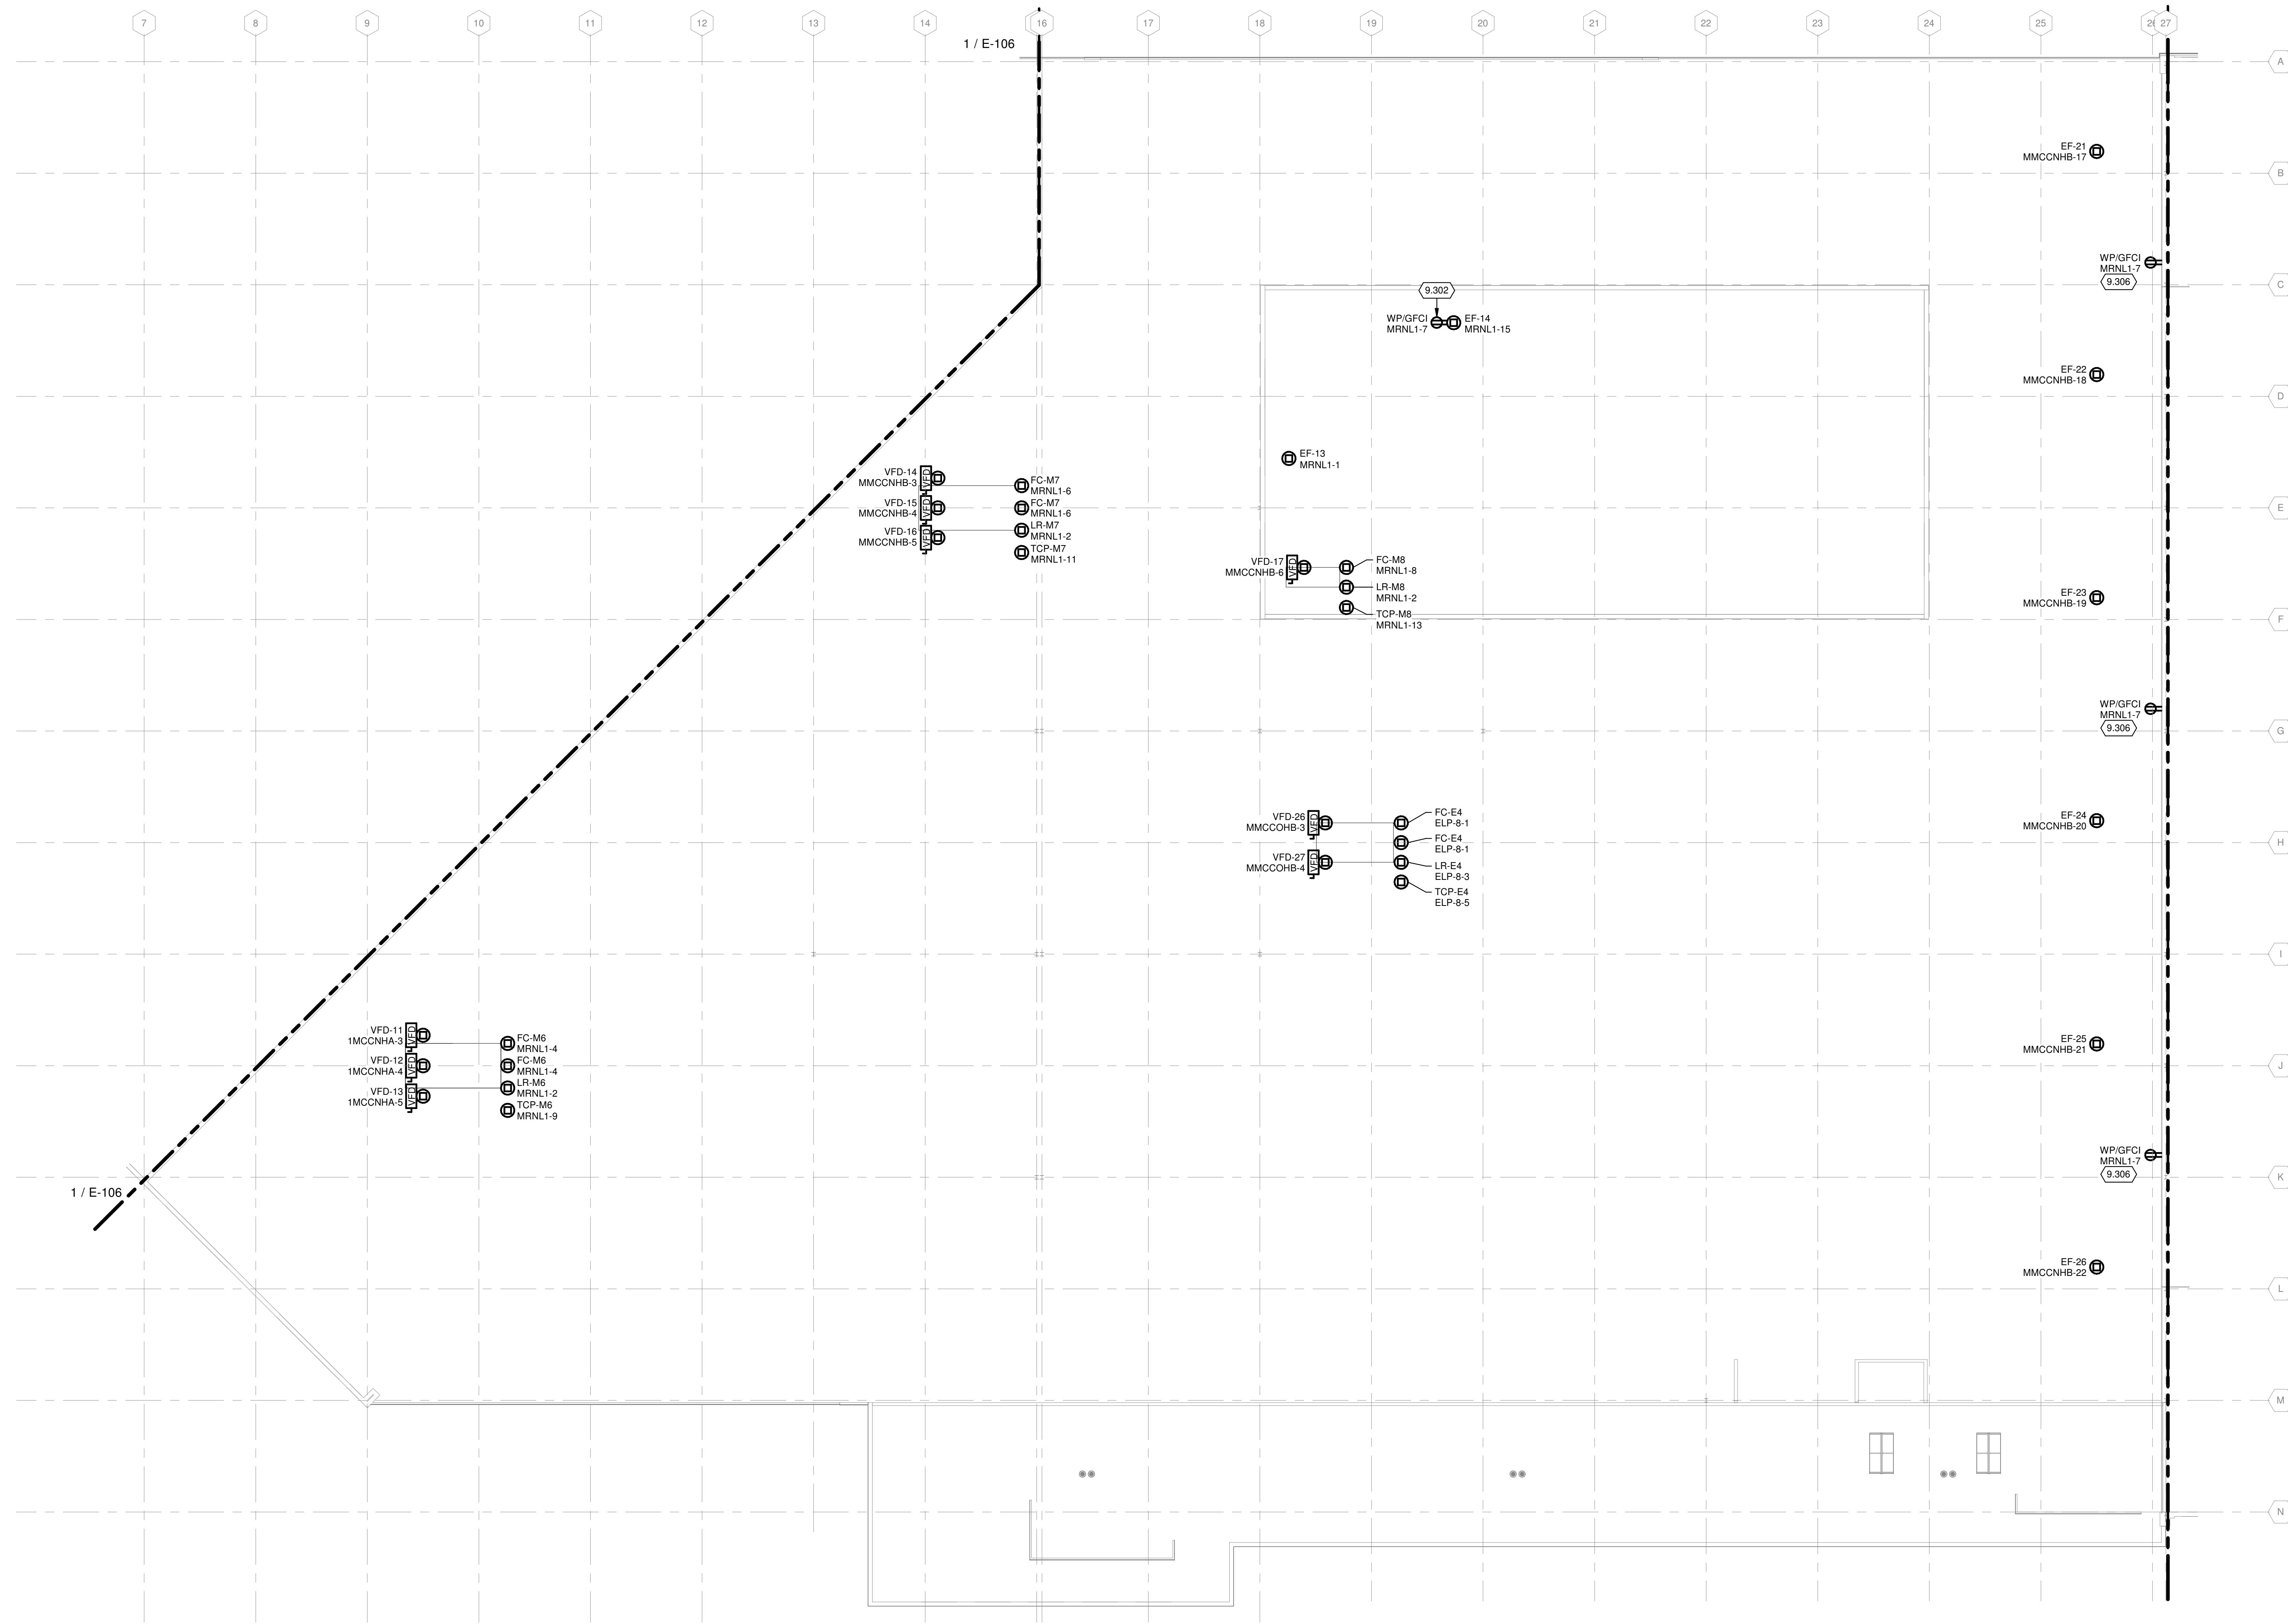 7
8
9
10
11
12
13
14
16
17
18
19
20
21
22
23
24
25
27
1 / E-106
A
EF-21
MMCCNHB-17
B
WP/GFCI
MRNL1-7
9.306
C
9.302
WP/GFCI
MRNL1-7
EF-14
MRNL1-15
EF-22
MMCCNHB-18
D
EF-13
MRNL1-1
VFD-14
MMCCNHB-3
VFD
VFD-15
MMCCNHB-4
VFD
VFD-16
MMCCNHB-5
VFD
FC-M7
MRNL1-6
FC-M7
MRNL1-6
LR-M7
MRNL1-2
TCP-M7
MRNL1-11
E
VFD-17
MMCCNHB-6
VFD
FC-M8
MRNL1-8
LR-M8
MRNL1-2
TCP-M8
MRNL1-13
EF-23
MMCCNHB-19
F
WP/GFCI
MRNL1-7
9.306
G
VFD-26
MMCCOHB-3
VFD
VFD-27
MMCCOHB-4
VFD
FC-E4
ELP-8-1
FC-E4
ELP-8-1
LR-E4
ELP-8-3
TCP-E4
ELP-8-5
EF-24
MMCCNHB-20
H
I
VFD-11
1MCCNHA-3
VFD
VFD-12
1MCCNHA-4
VFD
VFD-13
1MCCNHA-5
VFD
FC-M6
MRNL1-4
FC-M6
MRNL1-4
LR-M6
MRNL1-2
TCP-M6
MRNL1-9
EF-25
MMCCNHB-21
J
WP/GFCI
MRNL1-7
9.306
K
1 / E-106
EF-26
MMCCNHB-22
L
M
N